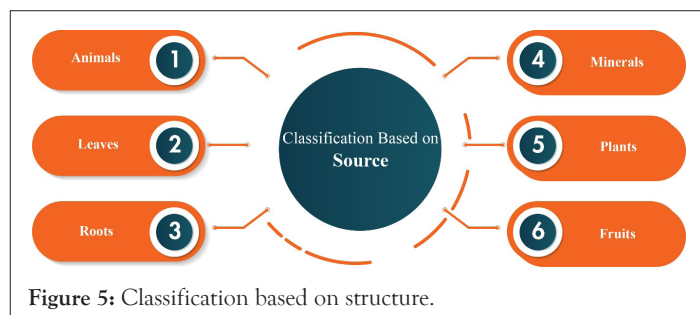 Animals 1
Leaves 2
Roots 3
Classification Based on
Source
4 Minerals
5 Plants
6 Fruits
Figure 5: Classification based on structure.